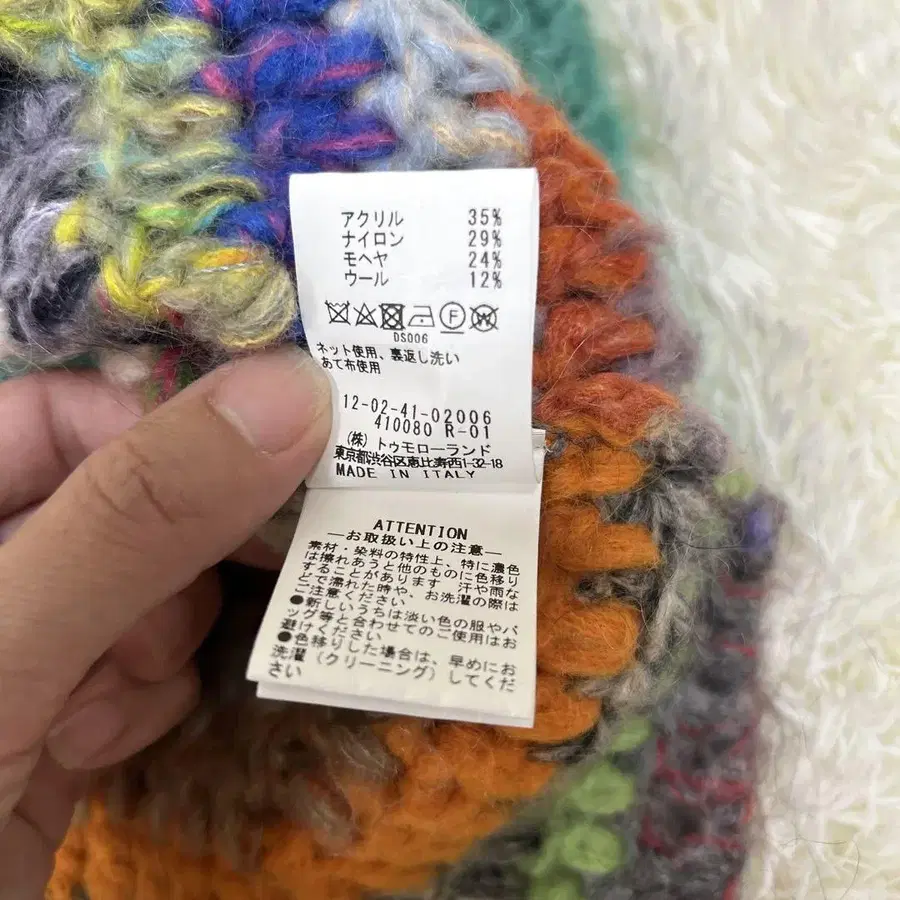 アクリル 35%
ナイロン 29%
モヘヤ 24%
ウール 12%
DS006
ネット使用、裏返し洗い
あて布使用
12-02-41-02006
410080 R-01
(株) トゥモローランド
東京都渋谷区恵比寿西1-32-18
MADE IN ITALY
ATTENTION
―お取扱い上の注意―
素材・染料の特性上、特に濃色
は擦れあうと他のものに色移り
することがあります。汗や雨な
どで濡れた時や、お洗濯の際は
ご注意ください
●新しいうちは淡い色の服やバ
ッグ等と合わせてのご使用はお
避けください
●色移りした場合は、早めにお
洗濯(クリーニング)してくだ
さい